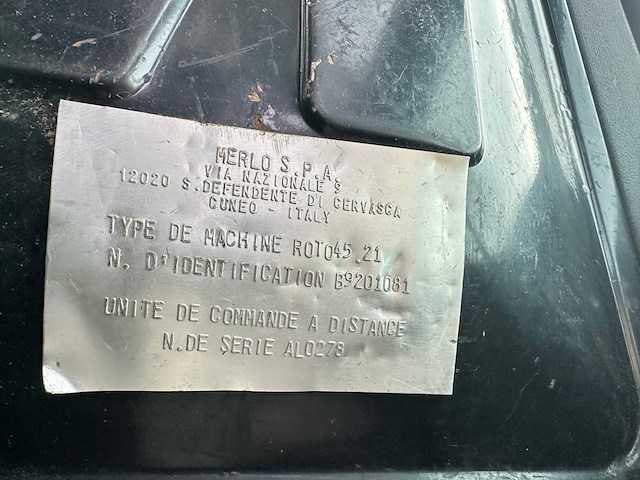 MERLO S.P.A.
VIA NAZIONALE 9
12020 S.DEFENDENTE DI CERVASCA
CUNEO - ITALY
TYPE DE MACHINE ROTO45.21
N. D'IDENTIFICATION B9201081
UNITE DE COMMANDE A DISTANCE
N.DE SERIE AL0278